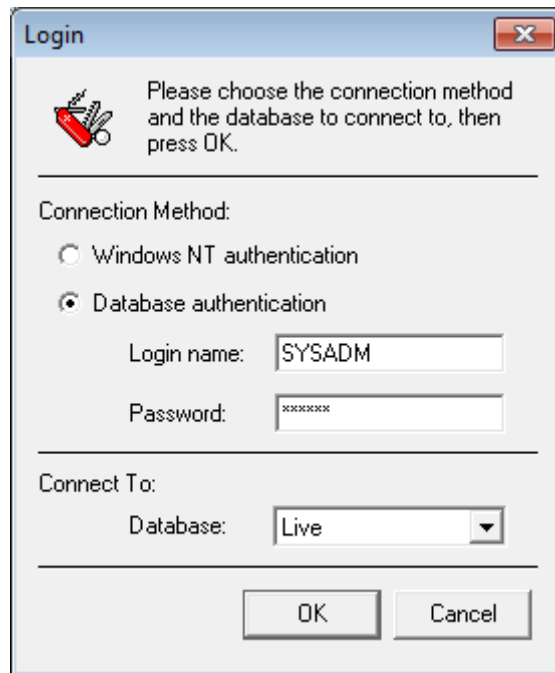 Login
Please choose the connection method
and the database to connect to, then
press OK.
Connection Method:
Windows NT authentication
Database authentication
Login name: SYSADM
Password: ******
Connect To:
Database: Live
OK Cancel